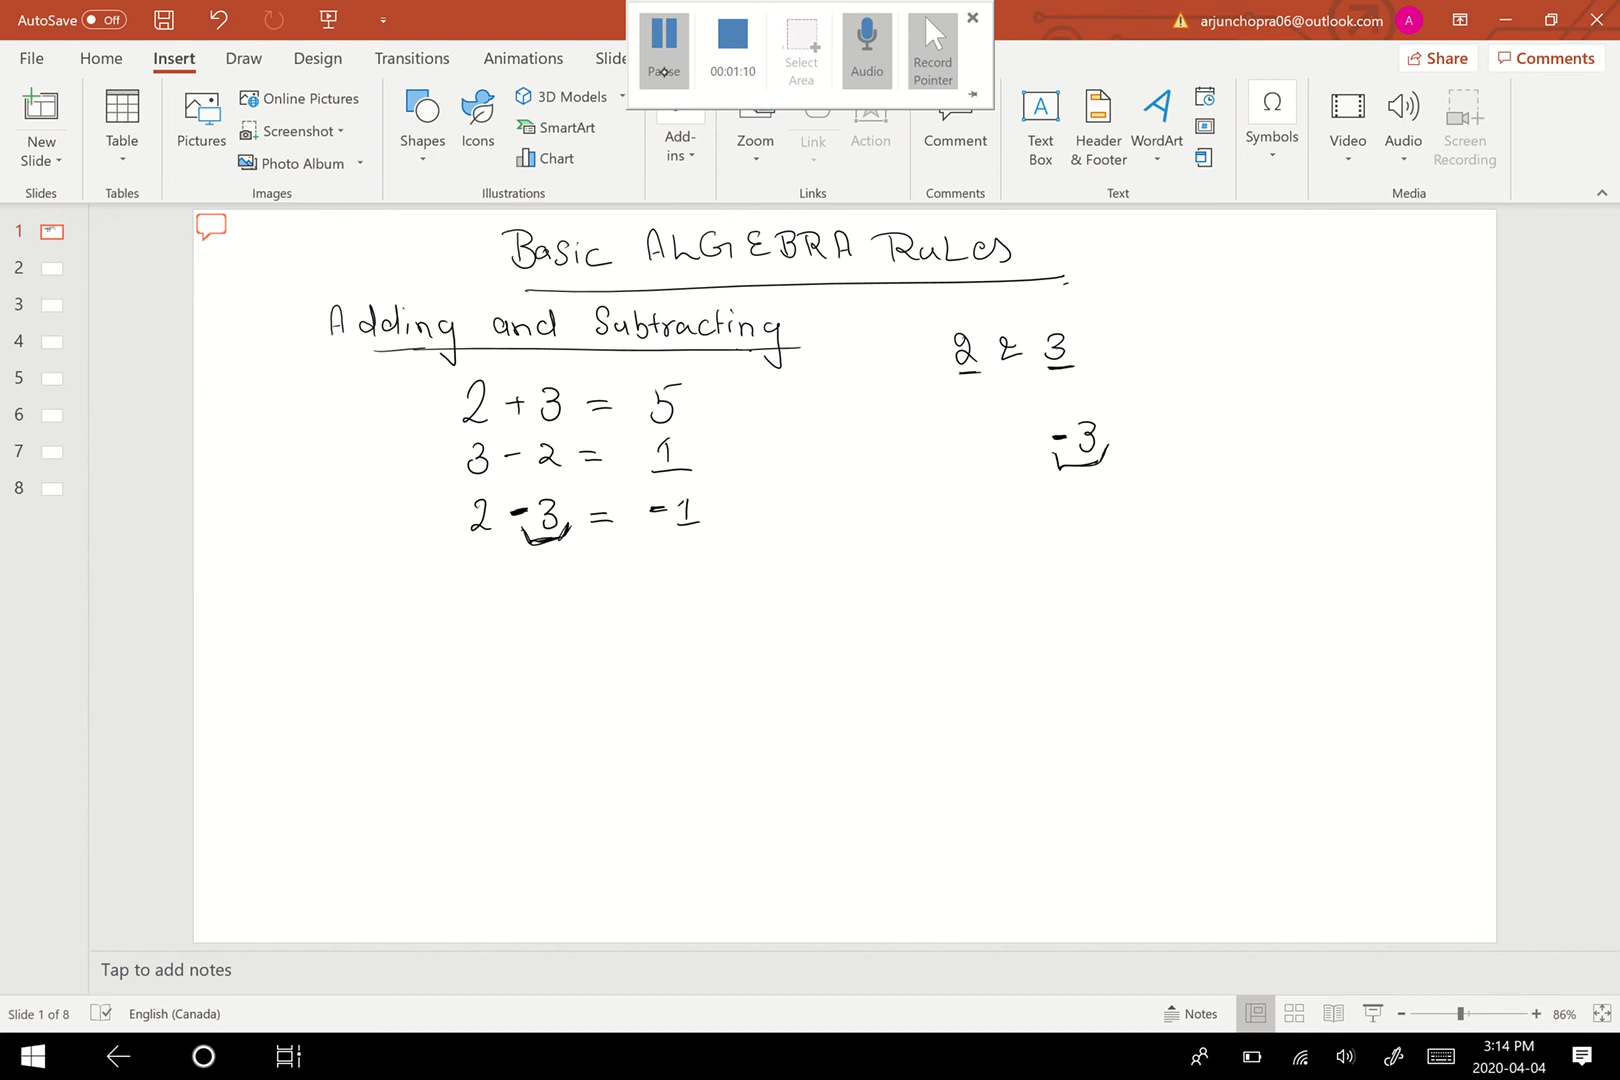 AutoSave Off
arjunchopra06@outlook.com A
File Home Insert Draw Design Transitions Animations Slide
Share Comments
Pause 00:01:10 Select Area Audio Record Pointer
New Slide
Table
Pictures
Online Pictures
Screenshot
Photo Album
Shapes
Icons
3D Models
SmartArt
Chart
Add-ins
Zoom
Link
Action
Comment
Text Box
Header & Footer
WordArt
Symbols
Video
Audio
Screen Recording
Slides Tables Images Illustrations Links Comments Text Media
1
2
3
4
5
6
7
8
Basic ALGEBRA RuLes
Adding and Subtracting
2 & 3
2 + 3 = 5
3 - 2 = 1
-3
2 - 3 = -1
Tap to add notes
Slide 1 of 8 English (Canada) Notes 86%
3:14 PM
2020-04-04